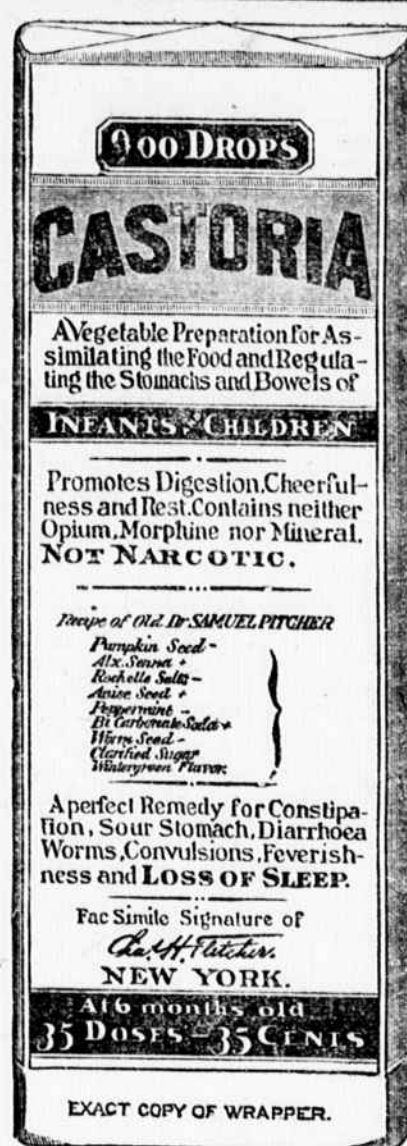 900 DROPS
CASTORIA
A Vegetable Preparation for As-
similating the Food and Regula-
ting the Stomachs and Bowels of
INFANTS & CHILDREN
Promotes Digestion, Cheerful-
ness and Rest. Contains neither
Opium, Morphine nor Mineral.
NOT NARCOTIC.
Recipe of Old Dr SAMUEL PITCHER
Pumpkin Seed -
Alx. Senna +
Rochelle Salts -
Anise Seed +
Peppermint -
Bi Carbonate Soda +
Worm Seed -
Clarified Sugar
Wintergreen Flavor.
A perfect Remedy for Constipa-
tion, Sour Stomach, Diarrhoea
Worms, Convulsions, Feverish-
ness and LOSS OF SLEEP.
Fac Simile Signature of
Chas. H. Fletcher.
NEW YORK.
At 6 months old
35 DOSES - 35 CENTS
EXACT COPY OF WRAPPER.